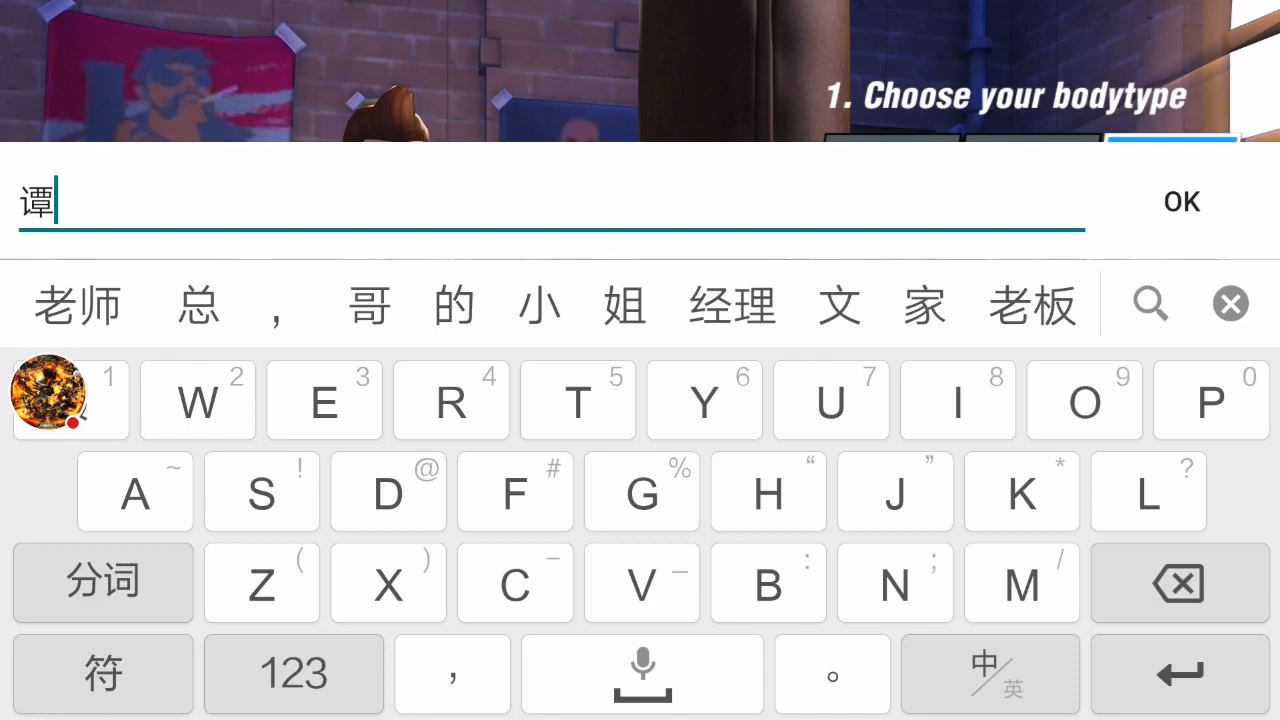 1. Choose your bodytype
谭
OK
老师 总 , 哥 的 小 姐 经理 文 家 老板
1 W 2 E 3 R 4 T 5 Y 6 U 7 I 8 O 9 P 0
A ~ S ! D @ F # G % H “ J ” K * L ?
分词 Z ( X ) C – V _ B : N ; M /
符 123 , 。 中/英